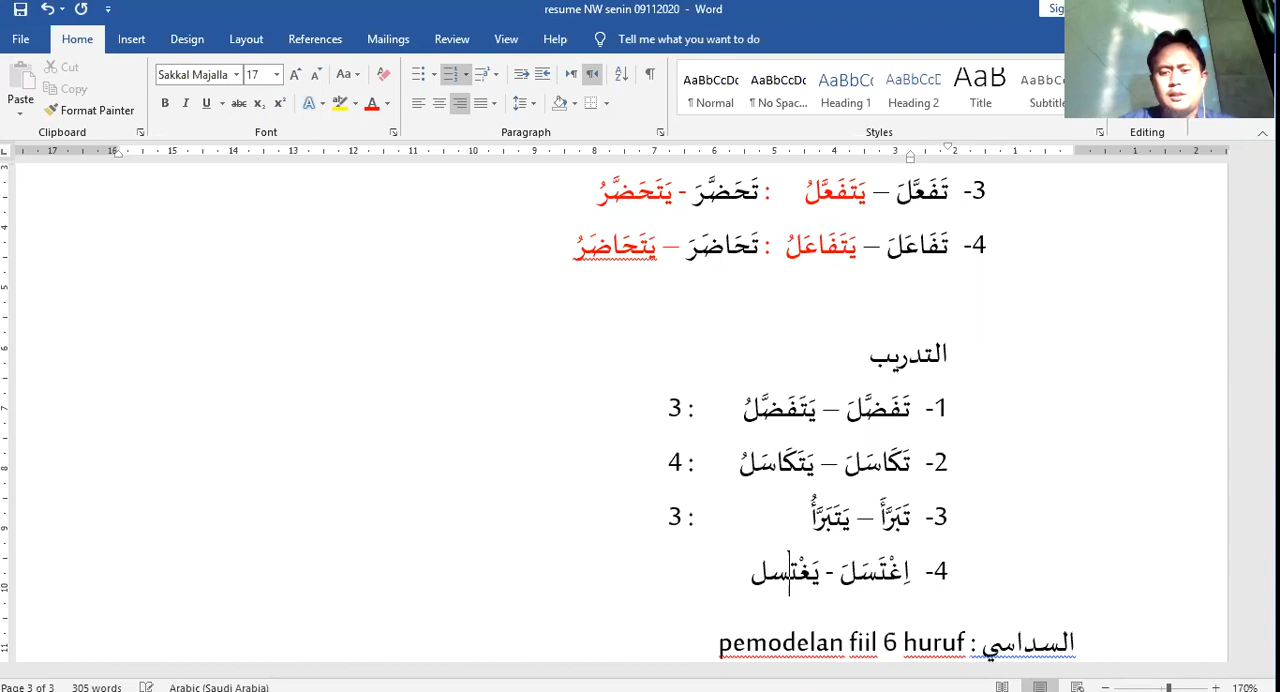 resume NW senin 09112020 - Word
File Home Insert Design Layout References Mailings Review View Help Tell me what you want to do
Cut
Copy
Format Painter
Paste
Sakkal Majalla 17
AaBbCcDc AaBbCcDc AaBbCc AaBbCcD AaB
¶ Normal ¶ No Spac... Heading 1 Heading 2 Title Subtitle
Clipboard Font Paragraph Styles Editing
3- تَفَعَّلَ – يَتَفَعَّلُ : تَحَضَّرَ - يَتَحَضَّرُ
4- تَفَاعَلَ – يَتَفَاعَلُ : تَحَاضَرَ – يَتَحَاضَرُ
التدريب
1- تَفَضَّلَ – يَتَفَضَّلُ : 3
2- تَكَاسَلَ – يَتَكَاسَلُ : 4
3- تَبَرَّأَ – يَتَبَرَّأُ : 3
4- اِغْتَسَلَ - يَغْتسل
السداسي : pemodelan fiil 6 huruf
Page 3 of 3 305 words Arabic (Saudi Arabia) 170%